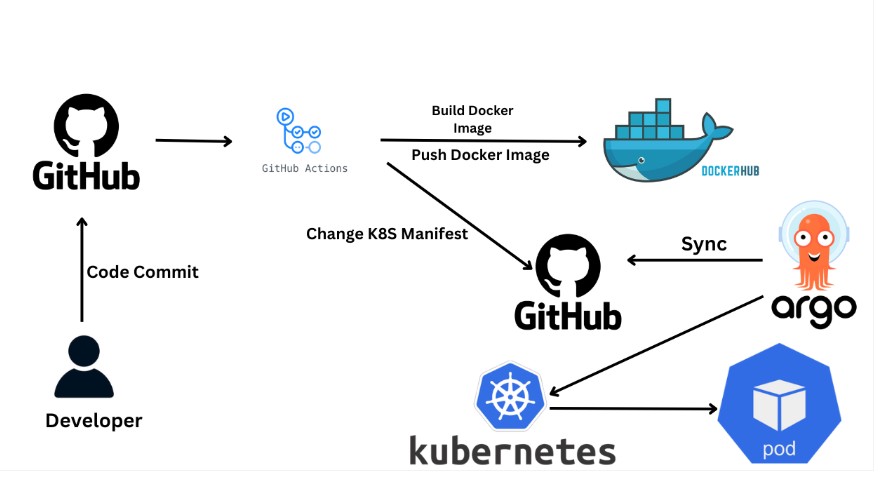 Build Docker
Image
GitHub
GitHub Actions
Push Docker Image
DOCKERHUB
Change K8S Manifest
Sync
Code Commit
GitHub
argo
Developer
kubernetes
pod